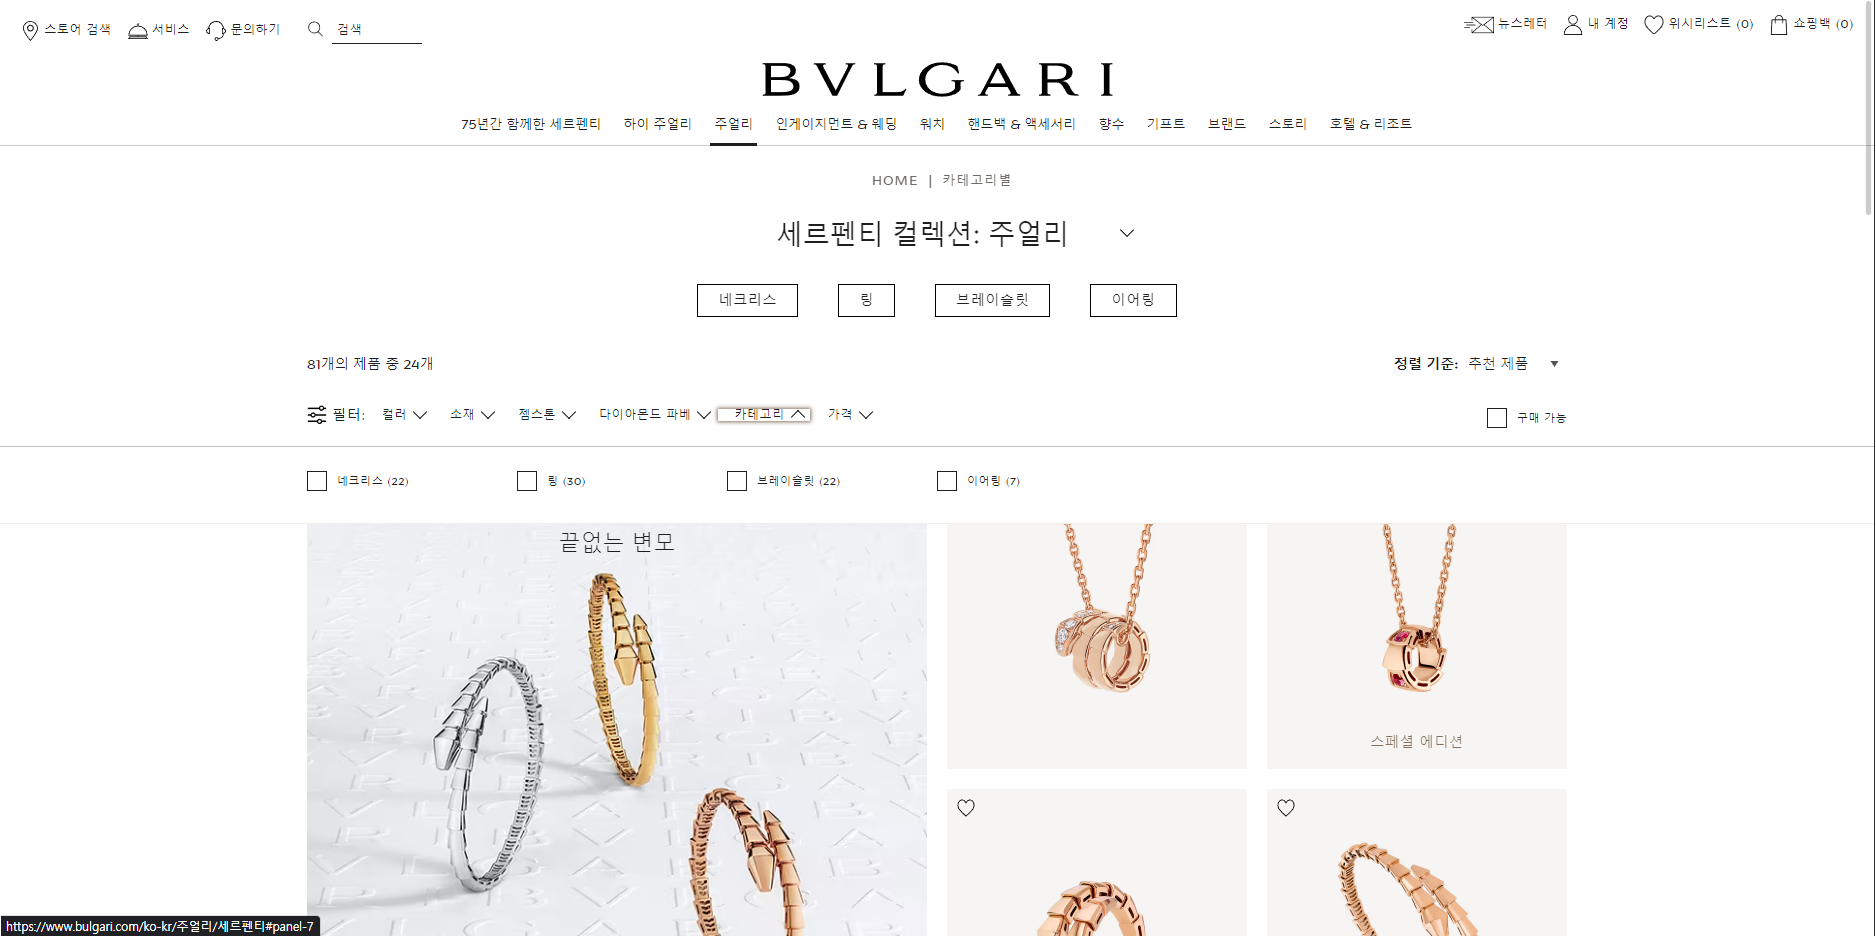 스토어 검색 서비스 문의하기 검색
뉴스레터 내 계정 위시리스트 (0) 쇼핑백 (0)
BVLGARI
75년간 함께한 세르펜티 하이 주얼리 주얼리 인게이지먼트 & 웨딩 워치 핸드백 & 액세서리 향수 기프트 브랜드 스토리 호텔 & 리조트
HOME | 카테고리별
세르펜티 컬렉션: 주얼리
네크리스 링 브레이슬릿 이어링
81개의 제품 중 24개
정렬 기준: 추천 제품
필터: 컬러 소재 젬스톤 다이아몬드 파베 카테고리 가격
구매 가능
네크리스 (22) 링 (30) 브레이슬릿 (22) 이어링 (7)
끝없는 변모
스페셜 에디션
https://www.bulgari.com/ko-kr/주얼리/세르펜티#panel-7